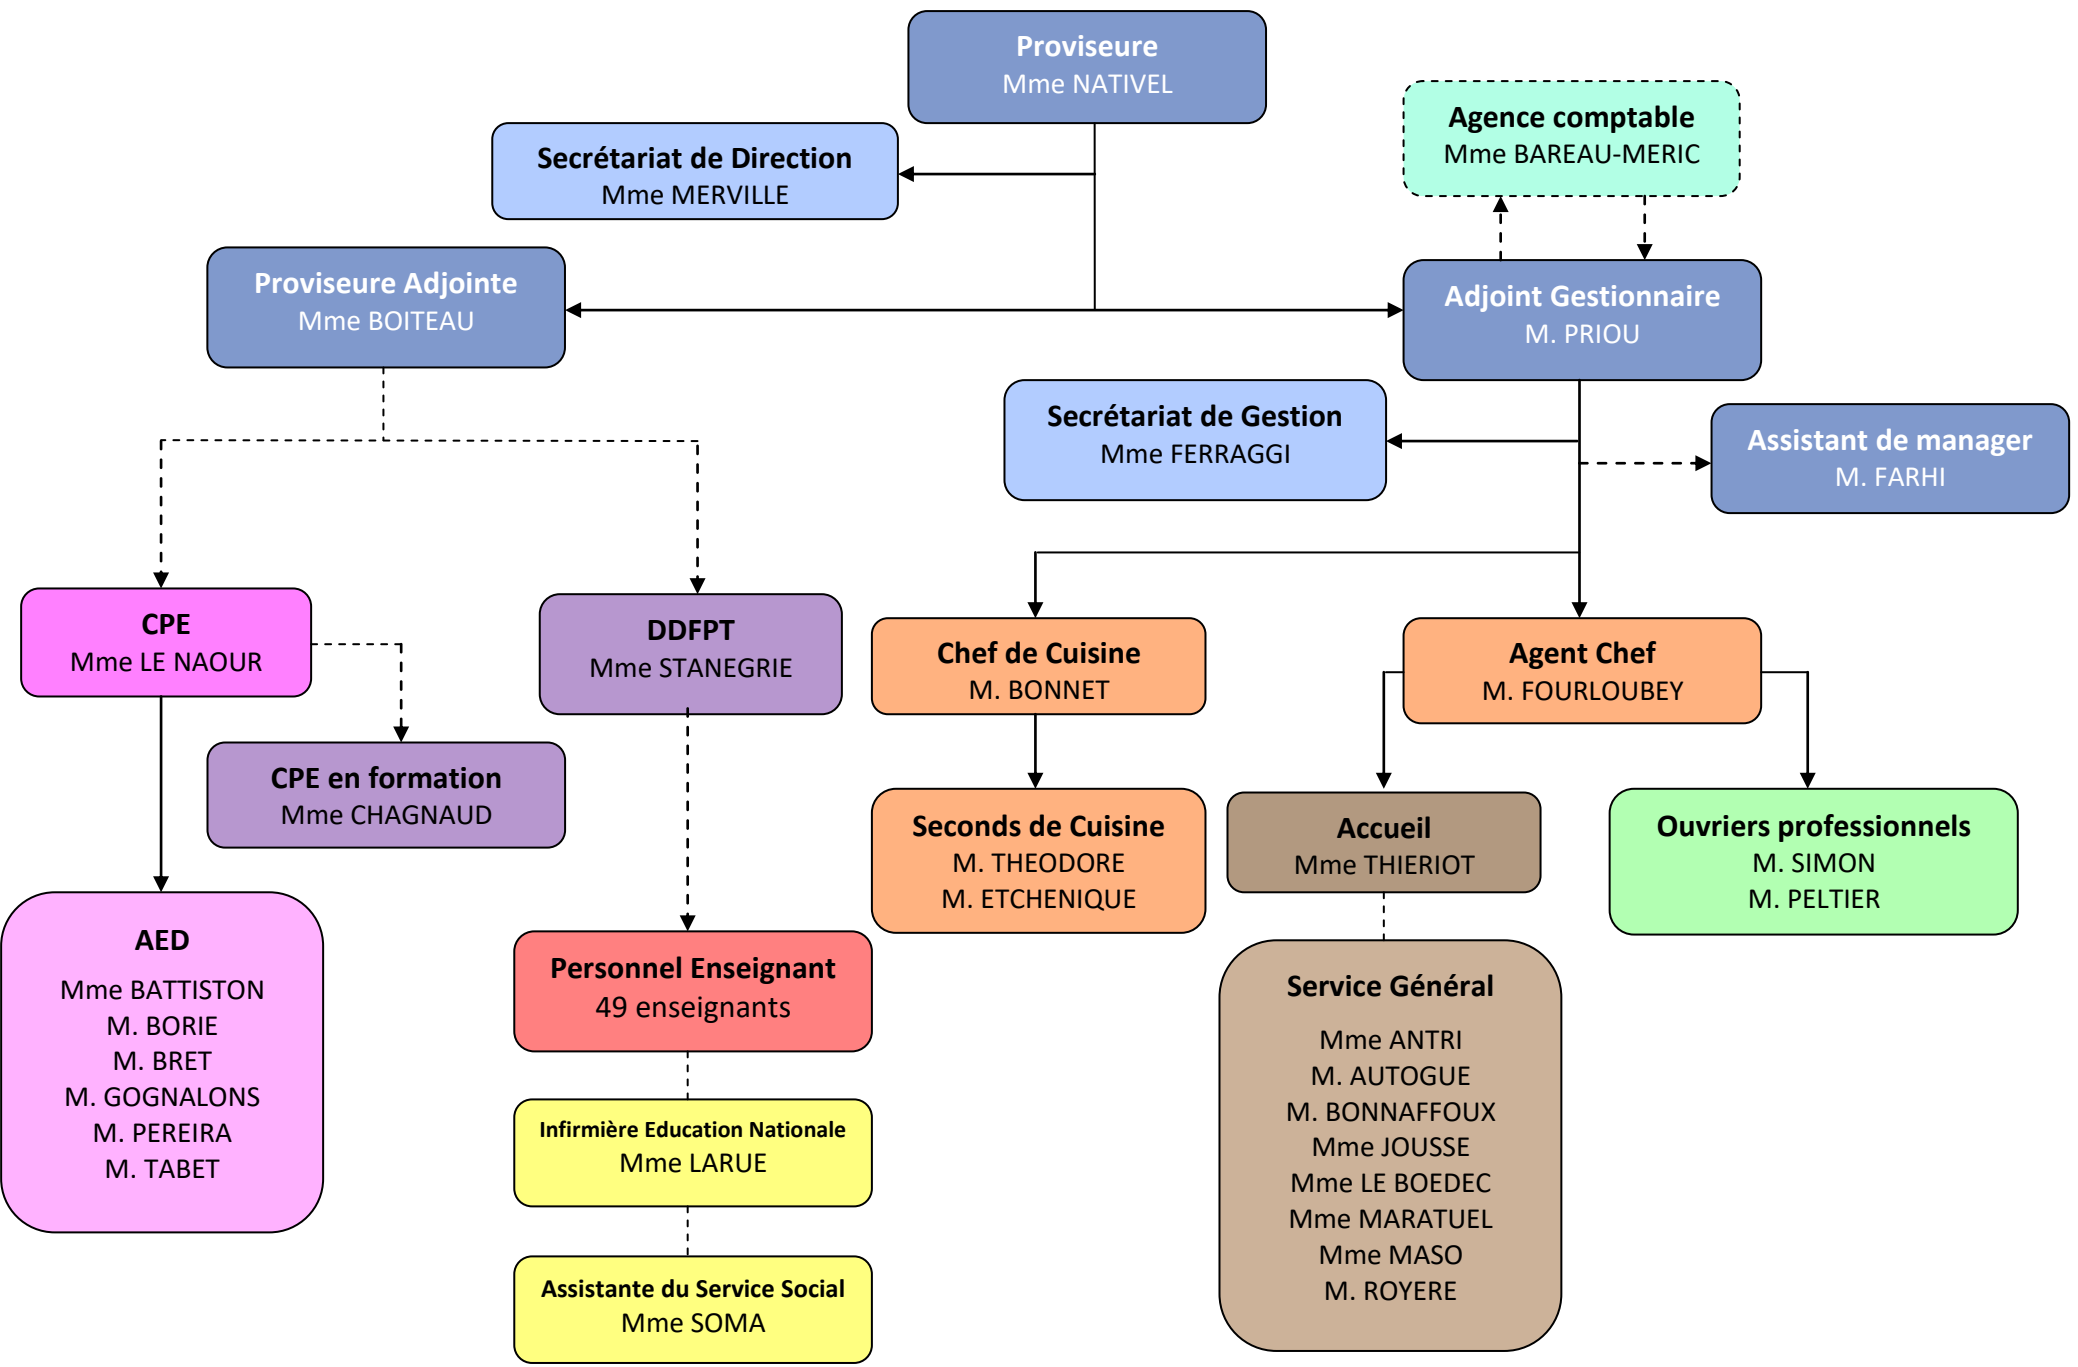 Proviseure
Mme NATIVEL
Agence comptable
Mme BAREAU-MERIC
Secrétariat de Direction
Mme MERVILLE
Proviseure Adjointe
Mme BOITEAU
Adjoint Gestionnaire
M. PRIOU
Secrétariat de Gestion
Mme FERRAGGI
Assistant de manager
M. FARHI
CPE
Mme LE NAOUR
DDFPT
Mme STANEGRIE
Chef de Cuisine
M. BONNET
Agent Chef
M. FOURLOUBEY
CPE en formation
Mme CHAGNAUD
Seconds de Cuisine
M. THEODORE
M. ETCHENIQUE
Accueil
Mme THIERIOT
Ouvriers professionnels
M. SIMON
M. PELTIER
AED
Mme BATTISTON
M. BORIE
M. BRET
M. GOGNALONS
M. PEREIRA
M. TABET
Personnel Enseignant
49 enseignants
Infirmière Education Nationale
Mme LARUE
Assistante du Service Social
Mme SOMA
Service Général
Mme ANTRI
M. AUTOGUE
M. BONNAFFOUX
Mme JOUSSE
Mme LE BOEDEC
Mme MARATUEL
Mme MASO
M. ROYERE